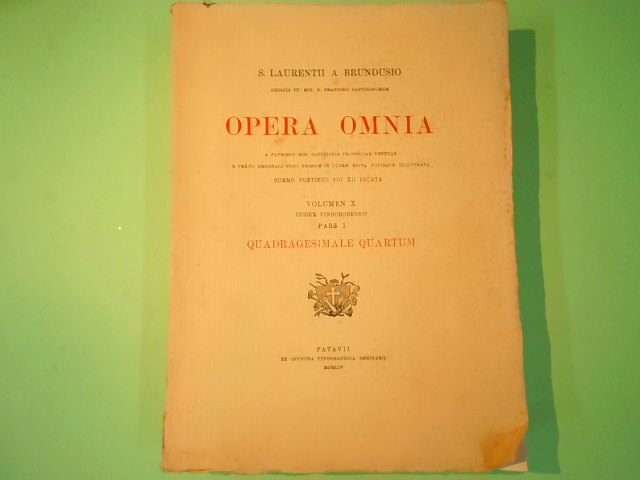 S. LAURENTII A BRUNDUSIO
ORDINIS FF. MIN. S. FRANCISCI CAPUCCINORUM
OPERA OMNIA
A PATRIBUS MIN. CAPUCCINIS PROVINCIAE VENETAE
E TEXTU ORIGINALI NUNC PRIMUM IN LUCEM EDITA NOTISQUE ILLUSTRATA
SUMMO PONTIFICI PIO XII DICATA
VOLUMEN X
CODEX VINDOBONENSIS
PARS I
QUADRAGESIMALE QUARTUM
PATAVII
EX OFFICINA TYPOGRAPHICA SEMINARII
MCMLIV